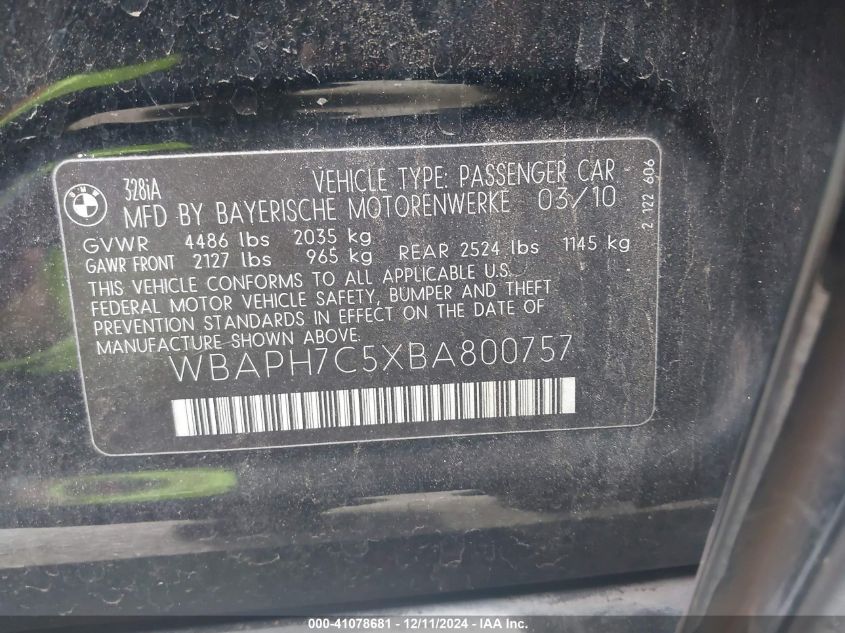 BMW
328iA
VEHICLE TYPE: PASSENGER CAR
MFD BY BAYERISCHE MOTORENWERKE 03/10
GVWR 4486 lbs 2035 kg
GAWR FRONT 2127 lbs 965 kg REAR 2524 lbs 1145 kg
THIS VEHICLE CONFORMS TO ALL APPLICABLE U.S.
FEDERAL MOTOR VEHICLE SAFETY, BUMPER AND THEFT
PREVENTION STANDARDS IN EFFECT ON THE DATE OF
MANUFACTURE SHOWN ABOVE.
WBAPH7C5XBA800757
2 122 606
000-41078681 - 12/11/2024 - IAA Inc.